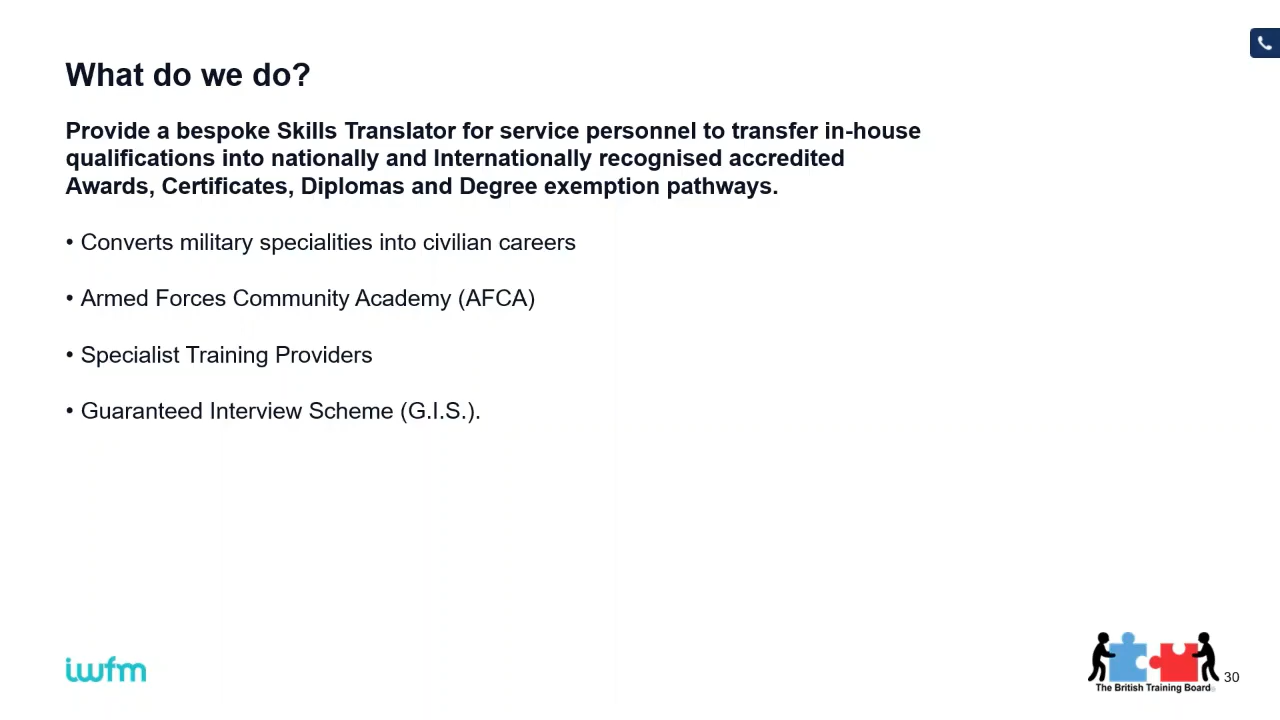 What do we do?
Provide a bespoke Skills Translator for service personnel to transfer in-house
qualifications into nationally and Internationally recognised accredited
Awards, Certificates, Diplomas and Degree exemption pathways.
• Converts military specialities into civilian careers
• Armed Forces Community Academy (AFCA)
• Specialist Training Providers
• Guaranteed Interview Scheme (G.I.S.).
iwfm
The British Training Board
30